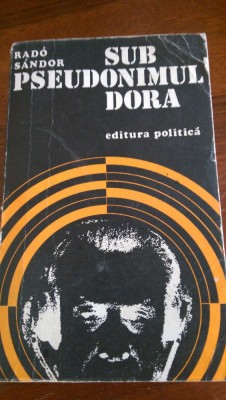 RADÓ SUB
SÁNDOR
PSEUDONIMUL
DORA
editura politică